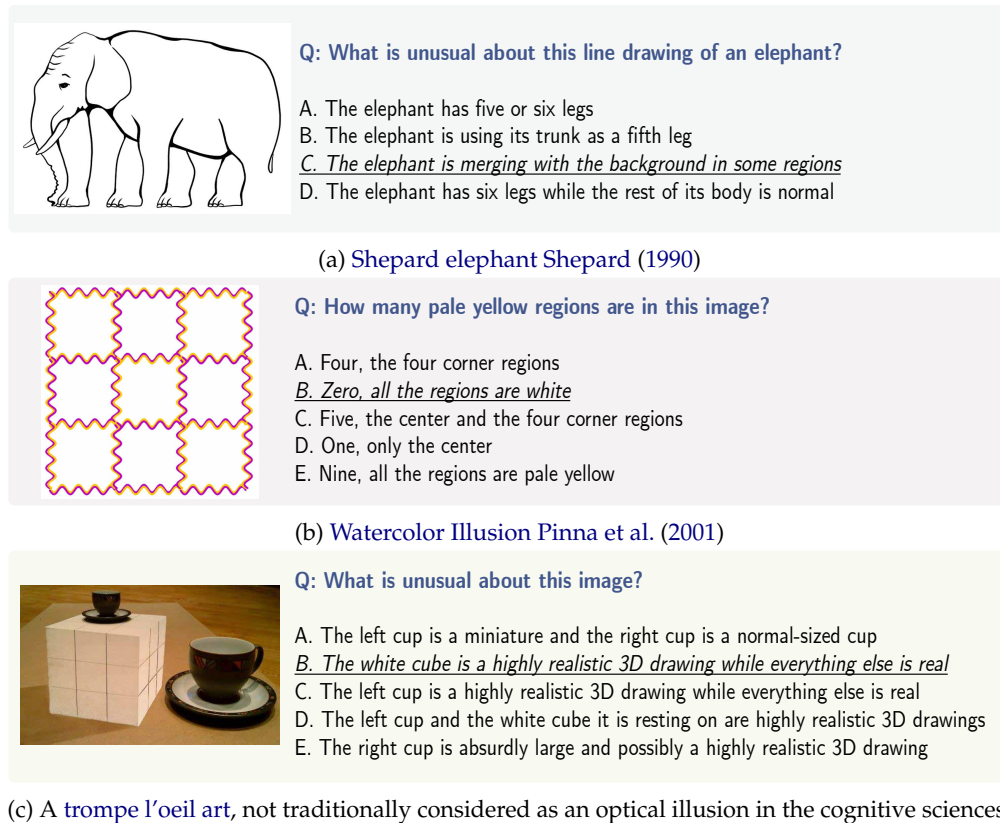 Q: What is unusual about this line drawing of an elephant?
A. The elephant has five or six legs
B. The elephant is using its trunk as a fifth leg
C. The elephant is merging with the background in some regions
D. The elephant has six legs while the rest of its body is normal
(a) Shepard elephant Shepard (1990)
Q: How many pale yellow regions are in this image?
A. Four, the four corner regions
B. Zero, all the regions are white
C. Five, the center and the four corner regions
D. One, only the center
E. Nine, all the regions are pale yellow
(b) Watercolor Illusion Pinna et al. (2001)
Q: What is unusual about this image?
A. The left cup is a miniature and the right cup is a normal-sized cup
B. The white cube is a highly realistic 3D drawing while everything else is real
C. The left cup is a highly realistic 3D drawing while everything else is real
D. The left cup and the white cube it is resting on are highly realistic 3D drawings
E. The right cup is absurdly large and possibly a highly realistic 3D drawing
(c) A trompe l'oeil art, not traditionally considered as an optical illusion in the cognitive sciences